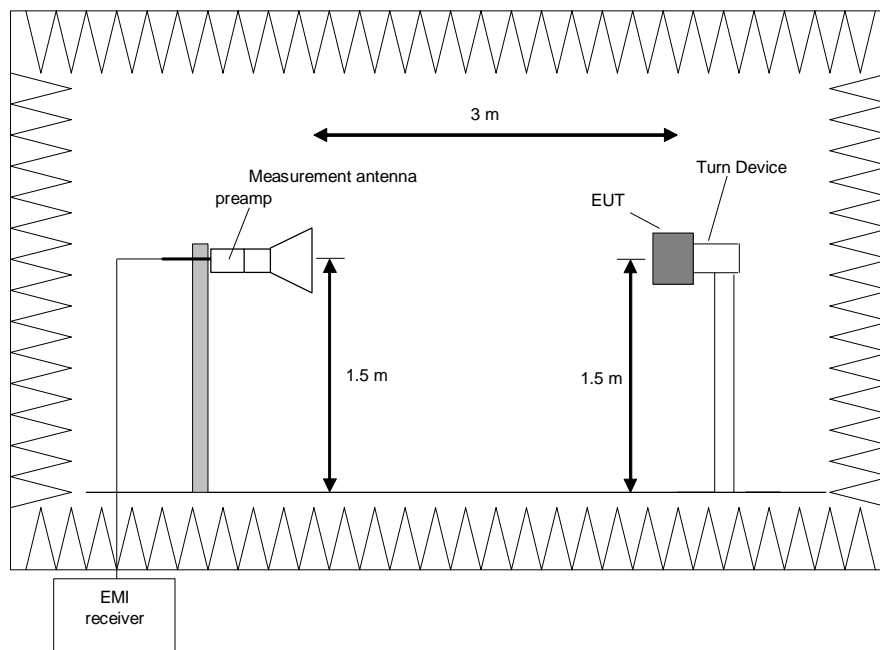 3 m
Measurement antenna
preamp
Turn Device
EUT
1.5 m
1.5 m
EMI
receiver